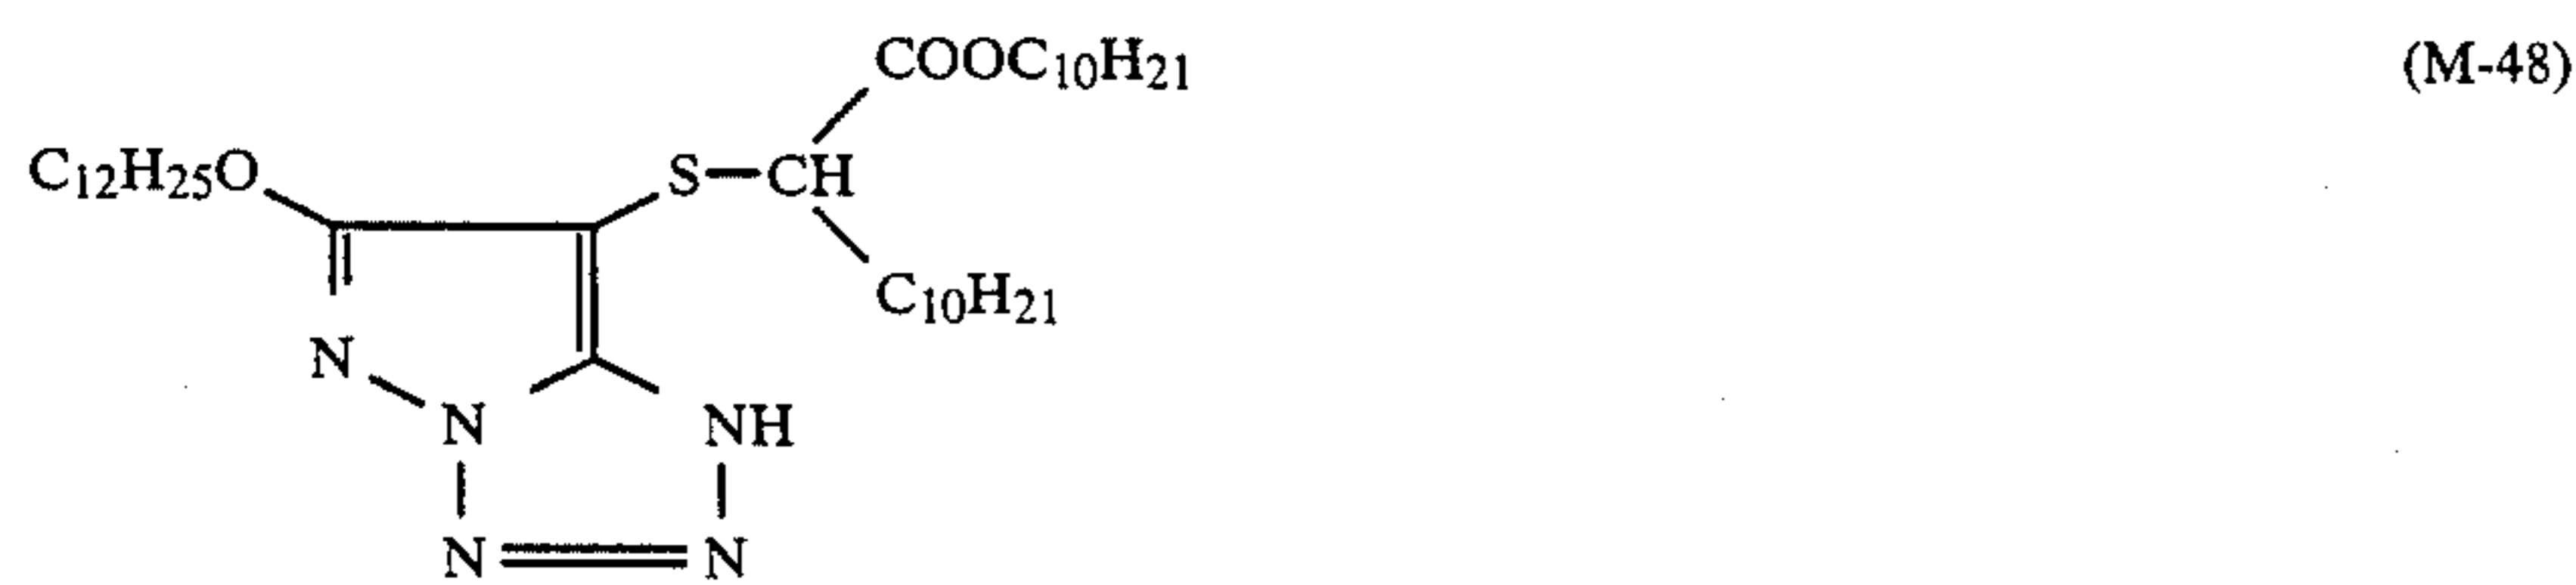 COOC₁₀H₂₁ (M-48)
C₁₂H₂₅O S—CH
C₁₀H₂₁
N
N NH
N N